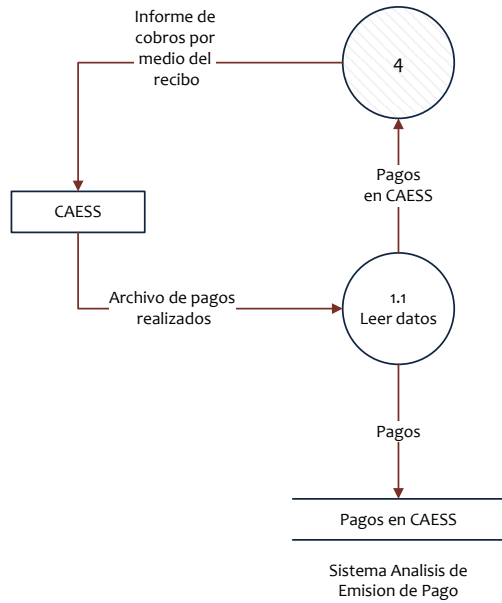 Informe de
cobros por
medio del
recibo
4
Pagos
en CAESS
CAESS
1.1
Leer datos
Archivo de pagos
realizados
Pagos
Pagos en CAESS
Sistema Analisis de
Emision de Pago